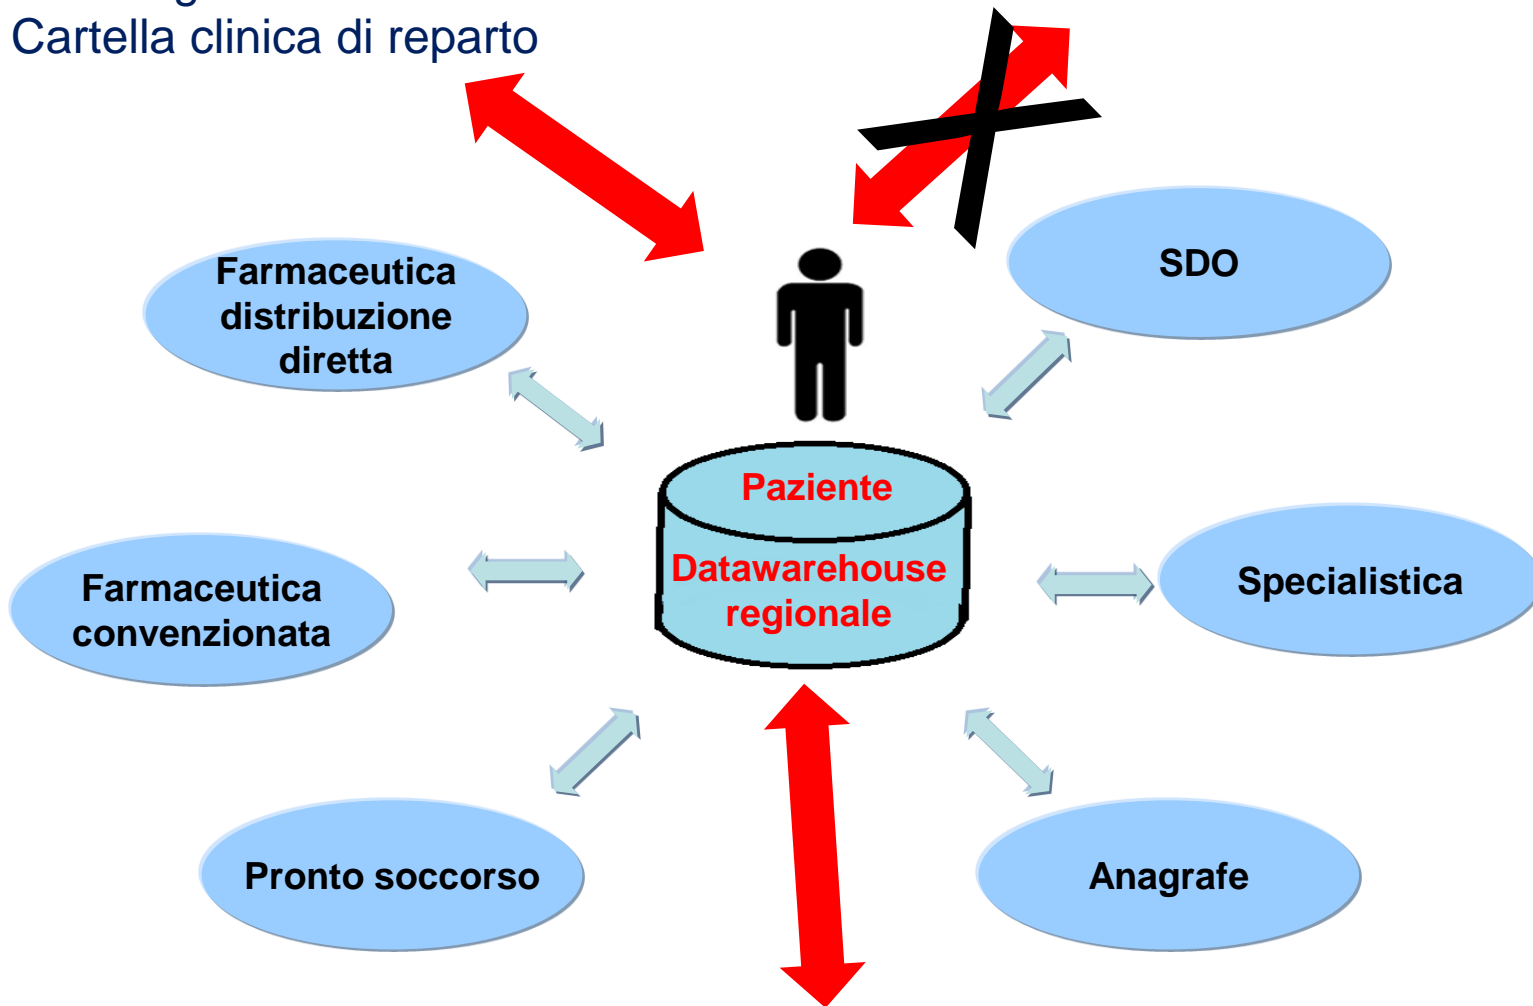 Cartella clinica di reparto
SDO
Farmaceutica
distribuzione
diretta
Paziente
Datawarehouse
regionale
Farmaceutica
convenzionata
Specialistica
Pronto soccorso
Anagrafe